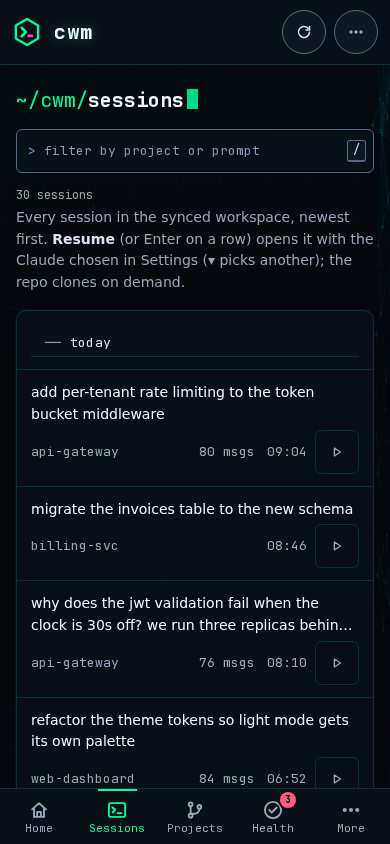 cwm
~/cwm/sessions
> filter by project or prompt /
30 sessions
Every session in the synced workspace, newest
first. Resume (or Enter on a row) opens it with the
Claude chosen in Settings (▾ picks another); the
repo clones on demand.
── today
add per-tenant rate limiting to the token
bucket middleware
api-gateway 80 msgs 09:04
migrate the invoices table to the new schema
billing-svc 08:46
why does the jwt validation fail when the
clock is 30s off? we run three replicas behin…
api-gateway 76 msgs 08:10
refactor the theme tokens so light mode gets
its own palette
web-dashboard 84 msgs 06:52
3
Home Sessions Projects Health More